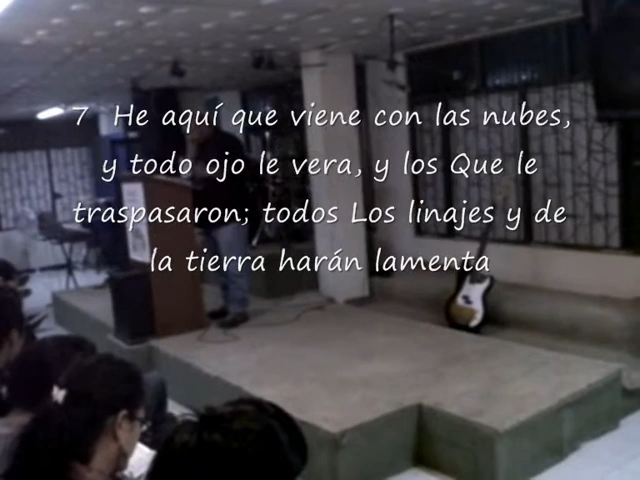 7 He aquí que viene con las nubes,
y todo ojo le vera, y los Que le
traspasaron; todos Los linajes y de
la tierra harán lamenta